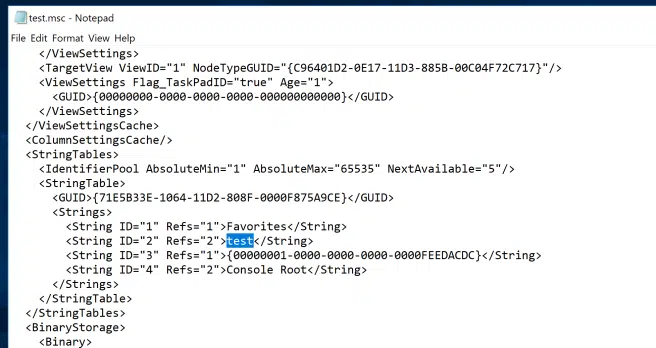 test.msc - Notepad
File Edit Format View Help
</ViewSettings>
<TargetView ViewID="1" NodeTypeGUID="{C96401D2-0E17-11D3-885B-00C04F72C717}"/>
<ViewSettings Flag_TaskPadID="true" Age="1">
<GUID>{00000000-0000-0000-0000-000000000000}</GUID>
</ViewSettings>
</ViewSettingsCache>
<ColumnSettingsCache/>
<StringTables>
<IdentifierPool AbsoluteMin="1" AbsoluteMax="65535" NextAvailable="5"/>
<StringTable>
<GUID>{71E5B33E-1064-11D2-808F-0000F875A9CE}</GUID>
<Strings>
<String ID="1" Refs="1">Favorites</String>
<String ID="2" Refs="2">test</String>
<String ID="3" Refs="1">{00000001-0000-0000-0000-0000FEEDACDC}</String>
<String ID="4" Refs="2">Console Root</String>
</Strings>
</StringTable>
</StringTables>
<BinaryStorage>
<Binary>